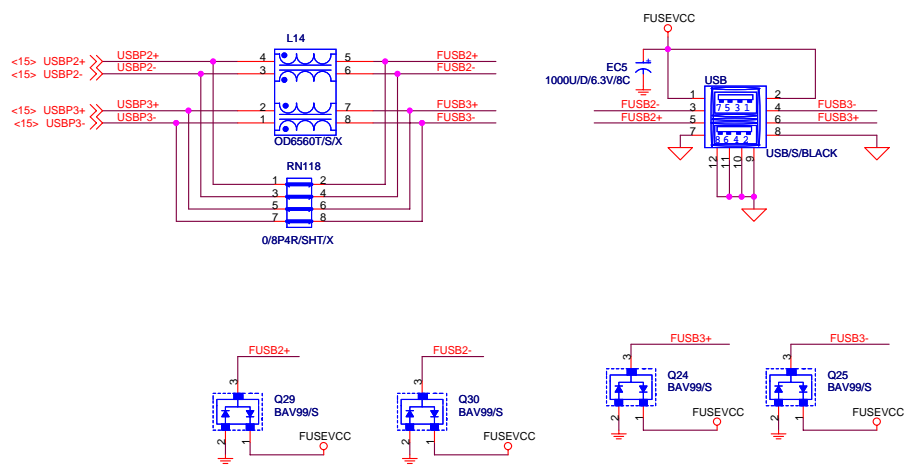 FUSEVCC
L14
<15> USBP2+ USBP2+ 4 5 FUSB2+
<15> USBP2- USBP2- 3 6 FUSB2-
<15> USBP3+ USBP3+ 2 7 FUSB3+
<15> USBP3- USBP3- 1 8 FUSB3-
OD6560T/S/X
RN118
1 2
3 4
5 6
7 8
0/8P4R/SHT/X
EC5
+
1000U/D/6.3V/8C
USB
1 2
FUSB2- 3 4 FUSB3-
FUSB2+ 5 6 FUSB3+
7 8
7 5 3 1
8 6 4 2
USB/S/BLACK
12 11 10 9
FUSB2+
3
Q29
BAV99/S
2 1
FUSEVCC
FUSB2-
3
Q30
BAV99/S
2 1
FUSEVCC
FUSB3+
3
Q24
BAV99/S
2 1
FUSEVCC
FUSB3-
3
Q25
BAV99/S
2 1
FUSEVCC